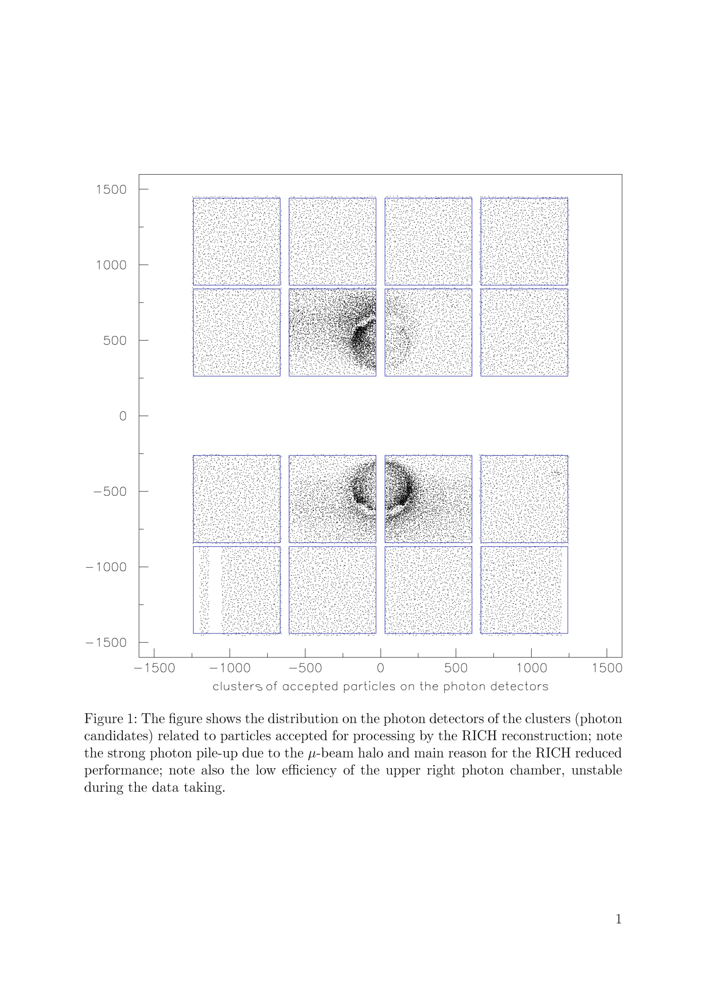 1500
1000
500
0
−500
−1000
−1500
−1500 −1000 −500 0 500 1000 1500
clusters of accepted particles on the photon detectors
Figure 1: The figure shows the distribution on the photon detectors of the clusters (photon
candidates) related to particles accepted for processing by the RICH reconstruction; note
the strong photon pile-up due to the μ-beam halo and main reason for the RICH reduced
performance; note also the low efficiency of the upper right photon chamber, unstable
during the data taking.
1